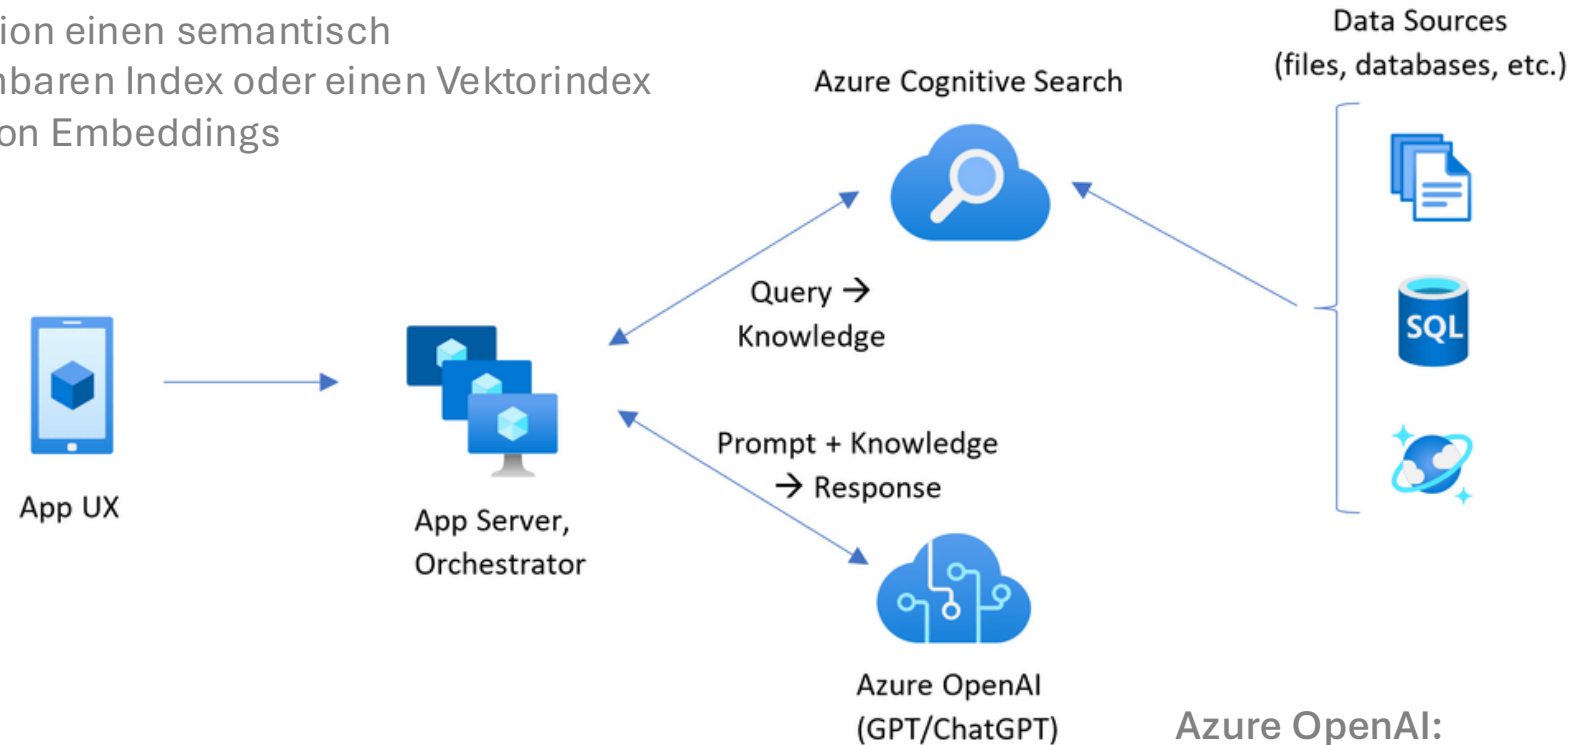 ion einen semantisch
nbaren Index oder einen Vektorindex
on Embeddings
Data Sources
(files, databases, etc.)
Azure Cognitive Search
SQL
Query →
Knowledge
Prompt + Knowledge
→ Response
App UX
App Server,
Orchestrator
Azure OpenAI
(GPT/ChatGPT)
Azure OpenAI: